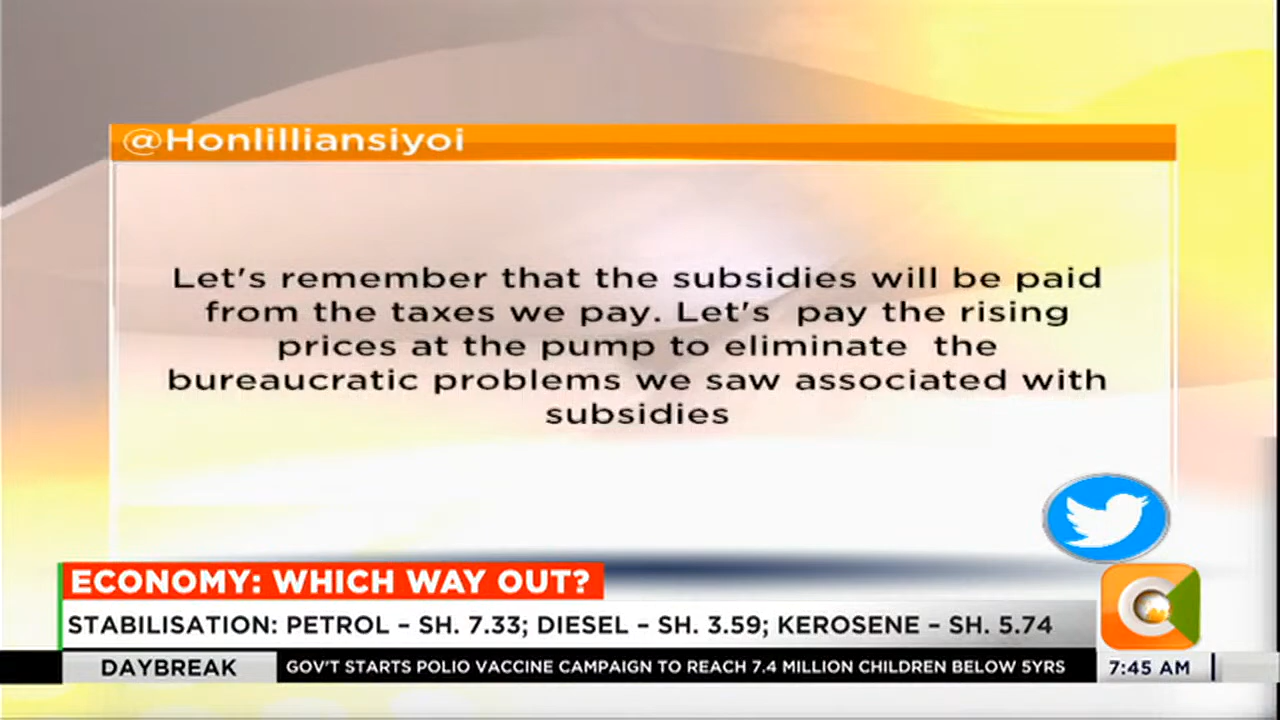 @Honlilliansiyoi
Let's remember that the subsidies will be paid
from the taxes we pay. Let's pay the rising
prices at the pump to eliminate the
bureaucratic problems we saw associated with
subsidies
ECONOMY: WHICH WAY OUT?
STABILISATION: PETROL – SH. 7.33; DIESEL – SH. 3.59; KEROSENE – SH. 5.74
DAYBREAK
GOV'T STARTS POLIO VACCINE CAMPAIGN TO REACH 7.4 MILLION CHILDREN BELOW 5YRS
7:45 AM